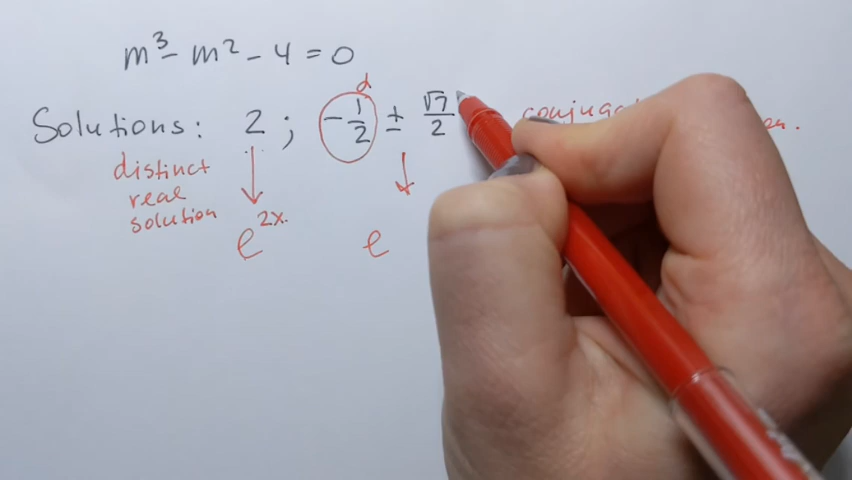 m³ - m² - 4 = 0
α
Solutions: 2 ; -1/2 ± √7/2
distinct real solution
e^2x.
e